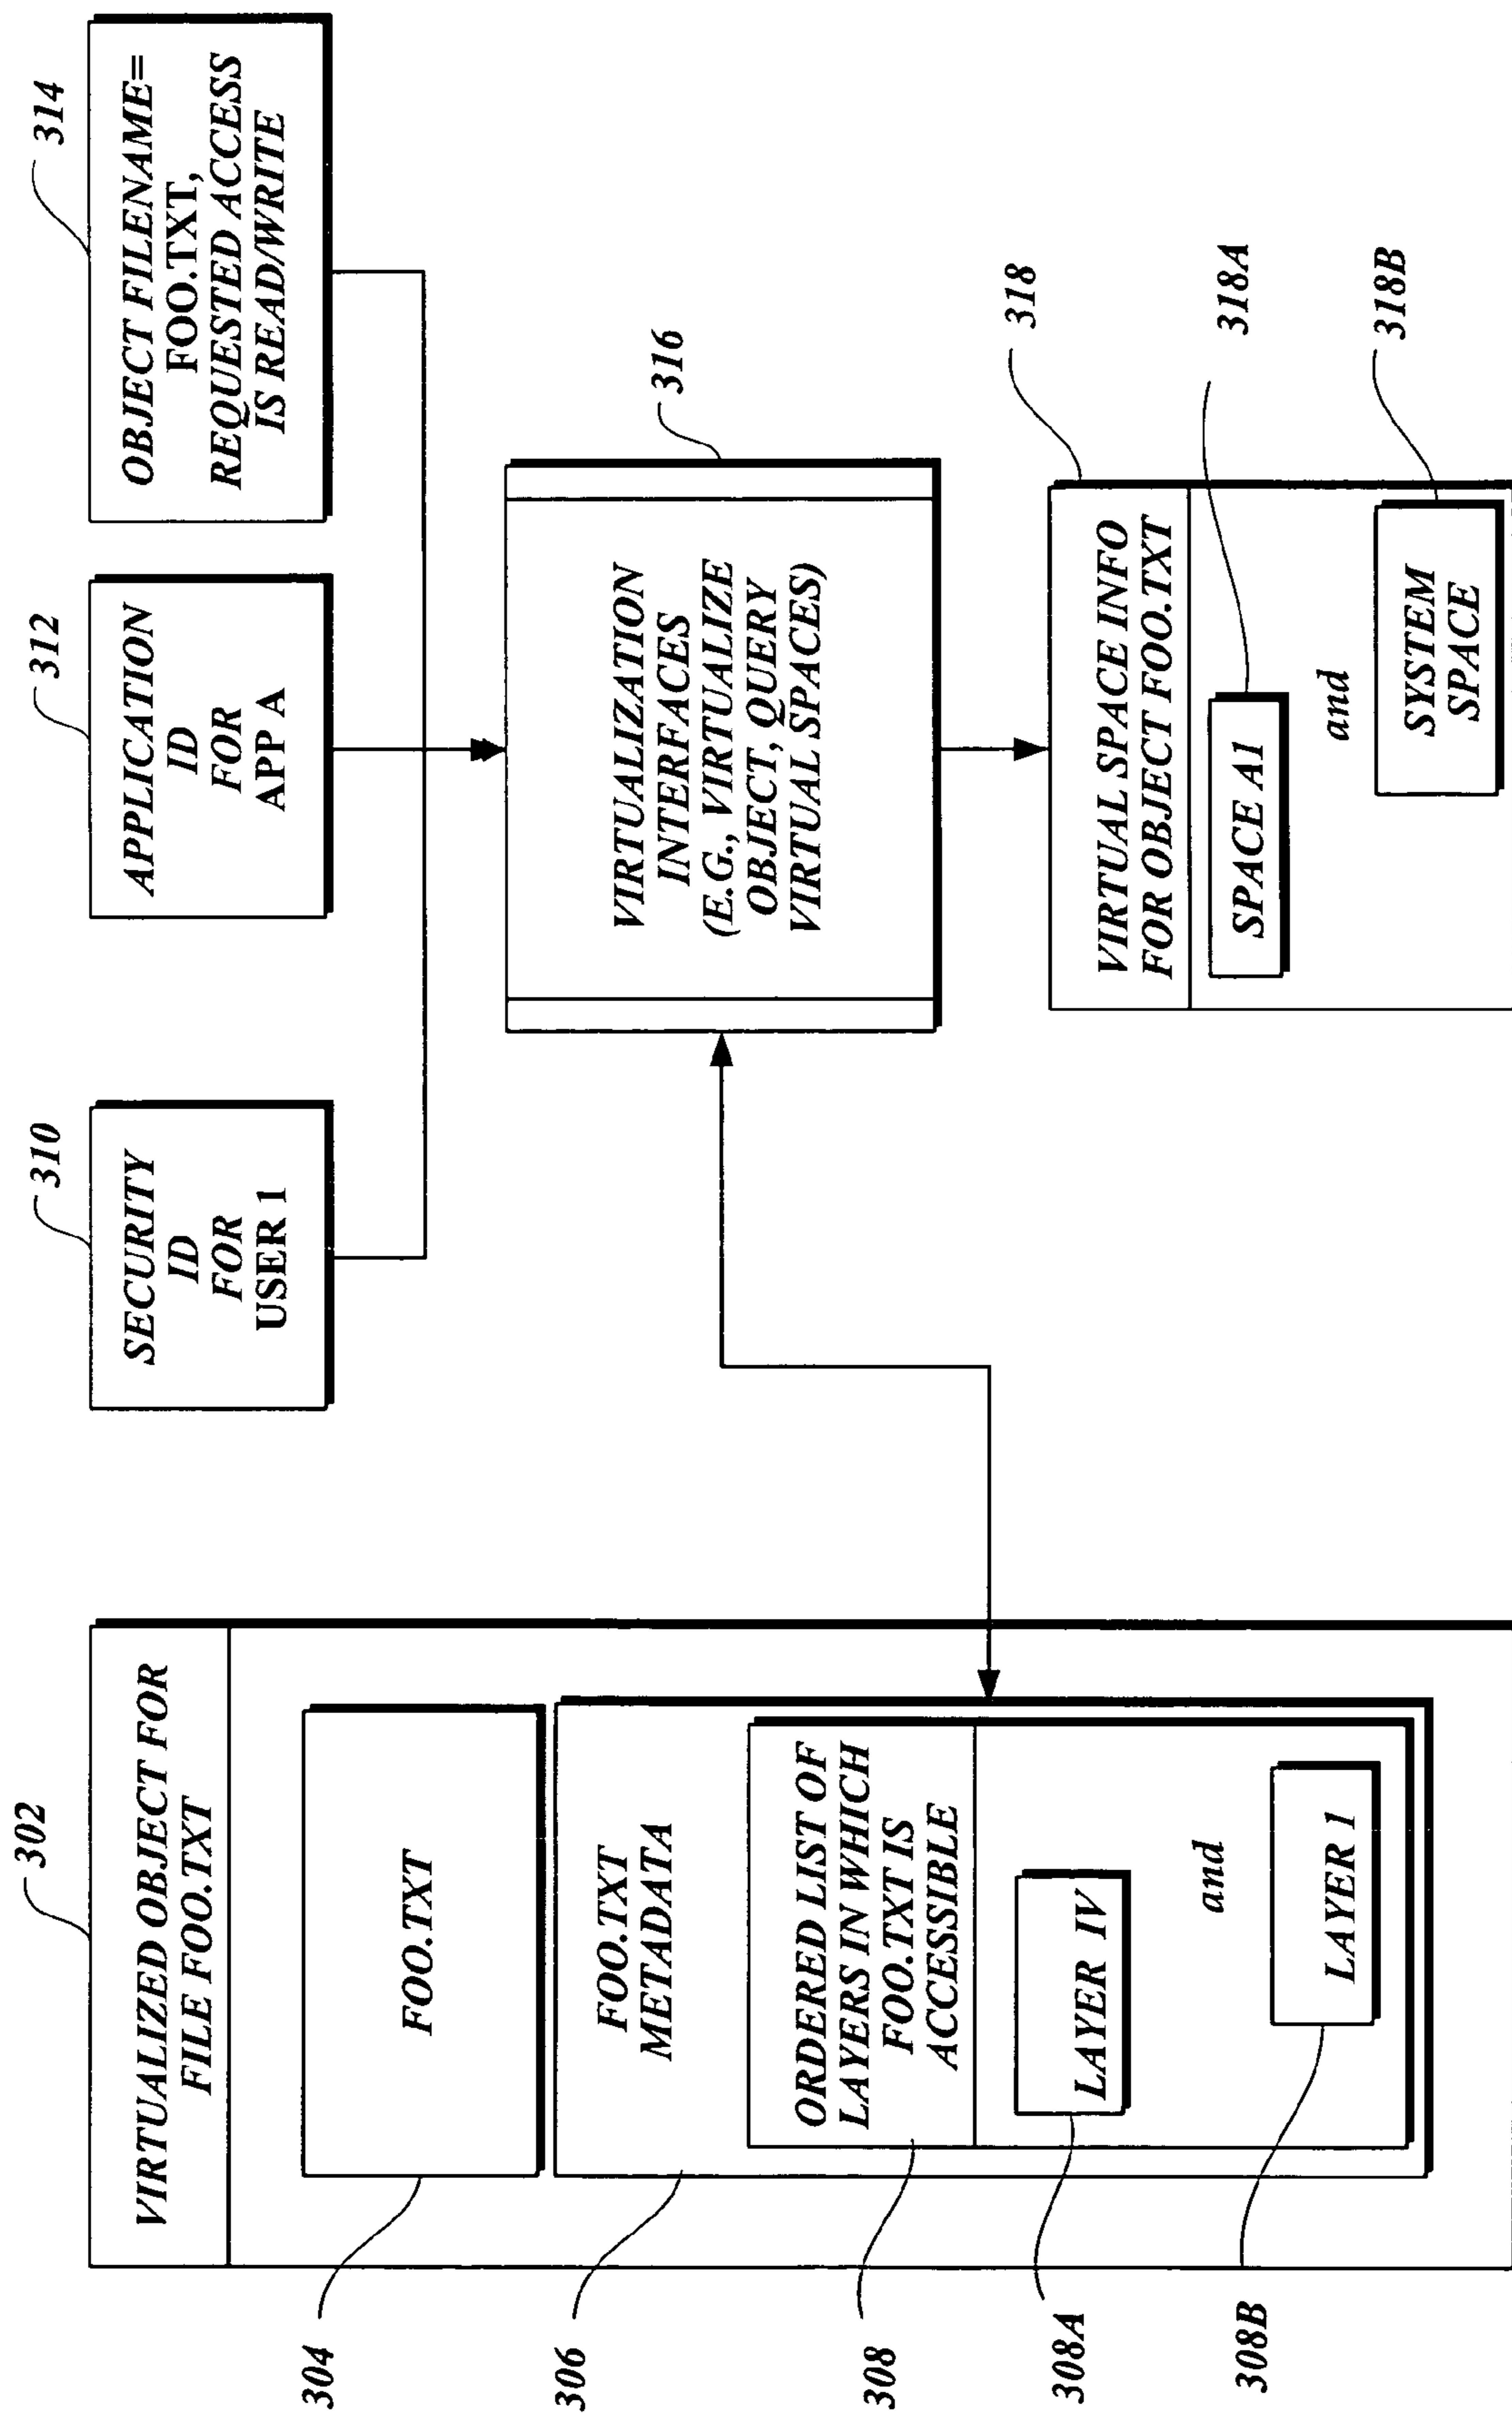 302
VIRTUALIZED OBJECT FOR
FILE FOO.TXT
304
FOO.TXT
306
FOO.TXT
METADATA
308
ORDERED LIST OF
LAYERS IN WHICH
FOO.TXT IS
ACCESSIBLE
308A
LAYER IV
and
308B
LAYER 1
310
SECURITY
ID
FOR
USER 1
312
APPLICATION
ID
FOR
APP A
314
OBJECT FILENAME=
FOO.TXT,
REQUESTED ACCESS
IS READ/WRITE
316
VIRTUALIZATION
INTERFACES
(E.G., VIRTUALIZE
OBJECT, QUERY
VIRTUAL SPACES)
318
VIRTUAL SPACE INFO
FOR OBJECT FOO.TXT
318A
SPACE A1
and
318B
SYSTEM
SPACE